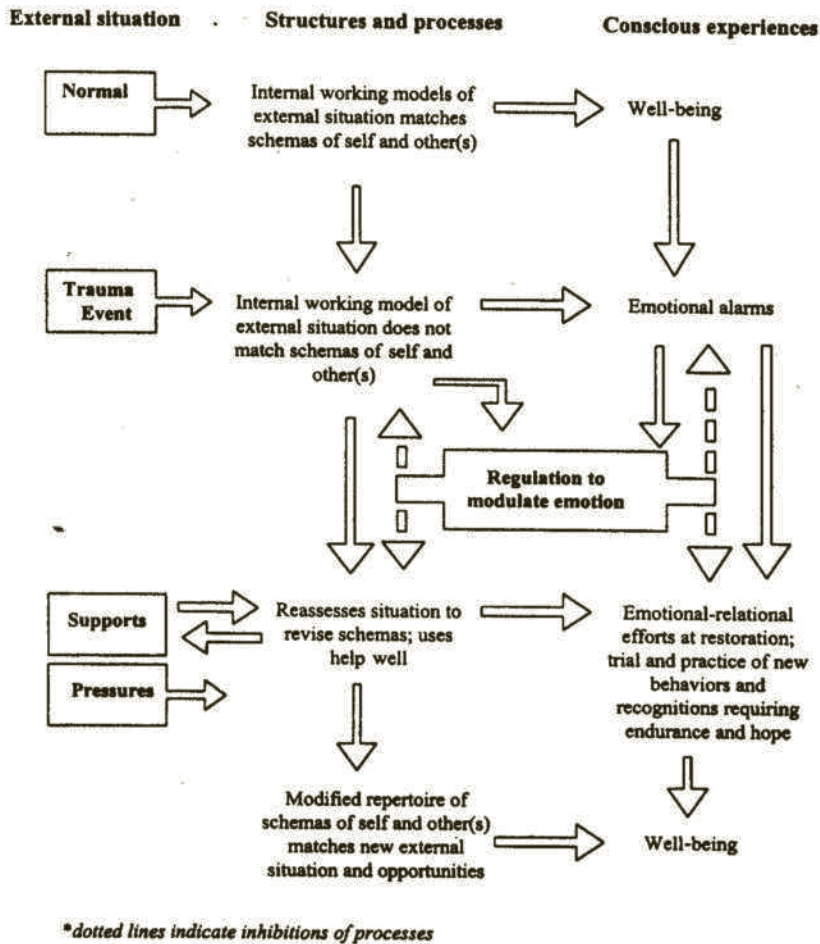 External situation
Structures and processes
Conscious experiences
Normal
Internal working models of
external situation matches
schemas of self and other(s)
Well-being
Trauma
Event
Internal working model of
external situation does not
match schemas of self and
other(s)
Emotional alarms
Regulation to
modulate emotion
Supports
Pressures
Reassesses situation to
revise schemas; uses
help well
Emotional-relational
efforts at restoration;
trial and practice of new
behaviors and
recognitions requiring
endurance and hope
Modified repertoire of
schemas of self and other(s)
matches new external
situation and opportunities
Well-being
*dotted lines indicate inhibitions of processes